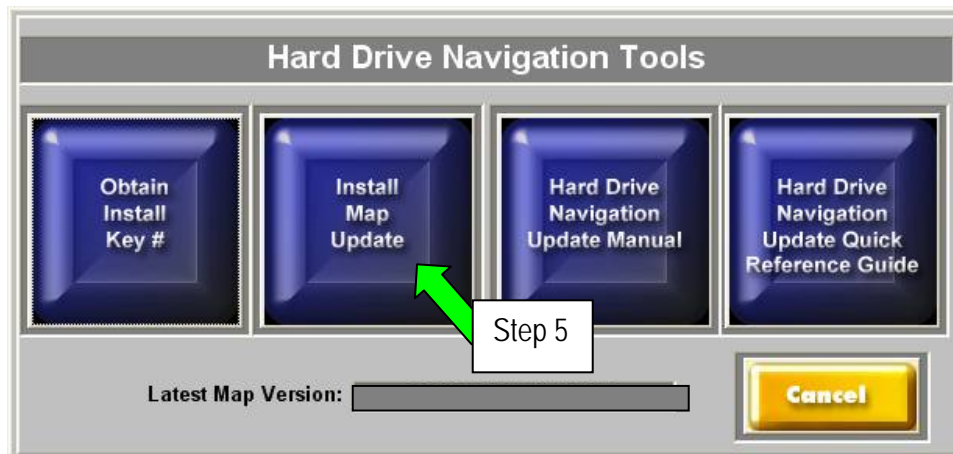 Hard Drive Navigation Tools
Obtain
Install
Key #
Install
Map
Update
Hard Drive
Navigation
Update Manual
Hard Drive
Navigation
Update Quick
Reference Guide
Step 5
Latest Map Version:
Cancel